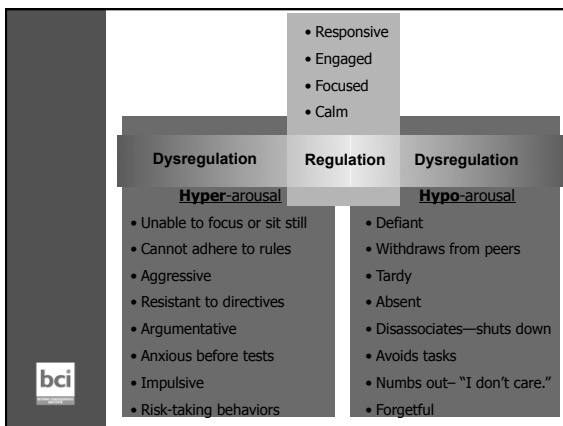 • Responsive
• Engaged
• Focused
• Calm
Dysregulation
Regulation
Dysregulation
Hyper-arousal
• Unable to focus or sit still
• Cannot adhere to rules
• Aggressive
• Resistant to directives
• Argumentative
• Anxious before tests
• Impulsive
• Risk-taking behaviors
Hypo-arousal
• Defiant
• Withdraws from peers
• Tardy
• Absent
• Disassociates—shuts down
• Avoids tasks
• Numbs out– “I don’t care.”
• Forgetful
bci